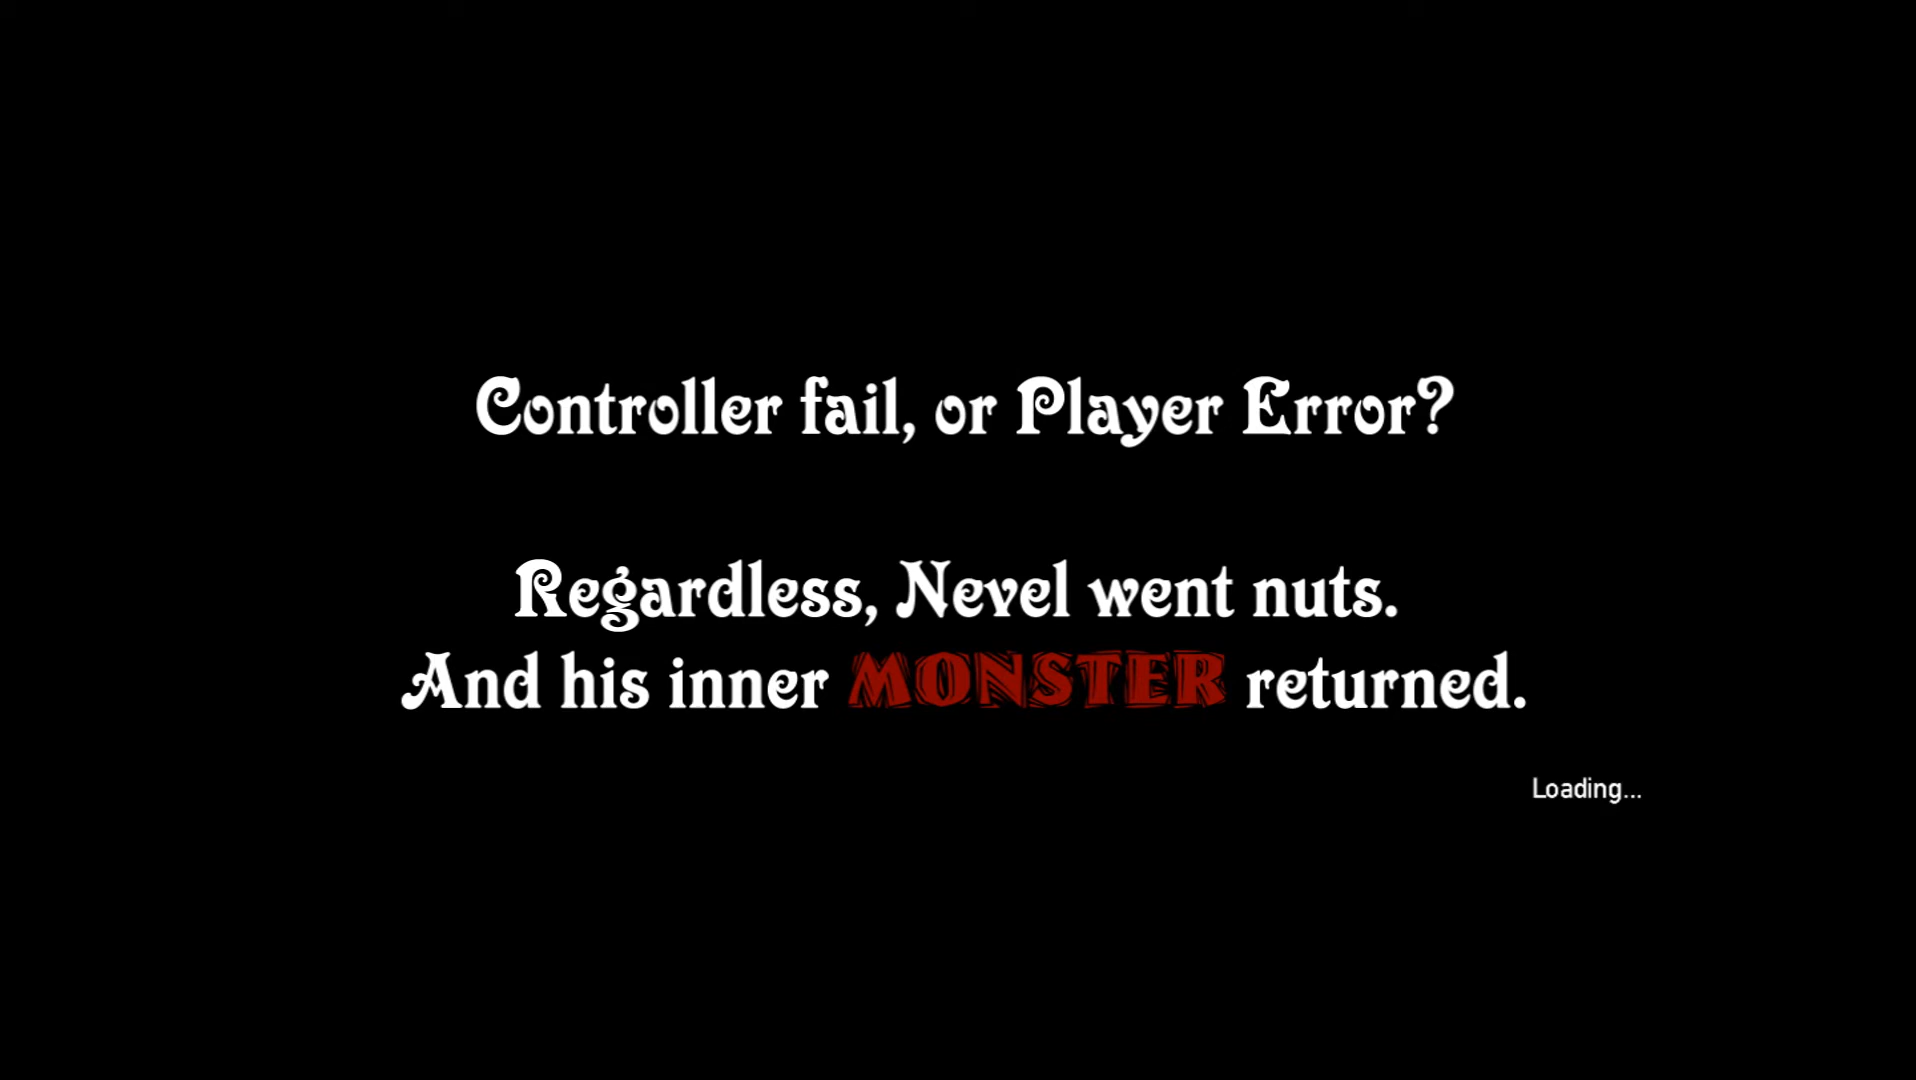 Controller fail, or Player Error?
Regardless, Nevel went nuts.
And his inner MONSTER returned.
Loading...